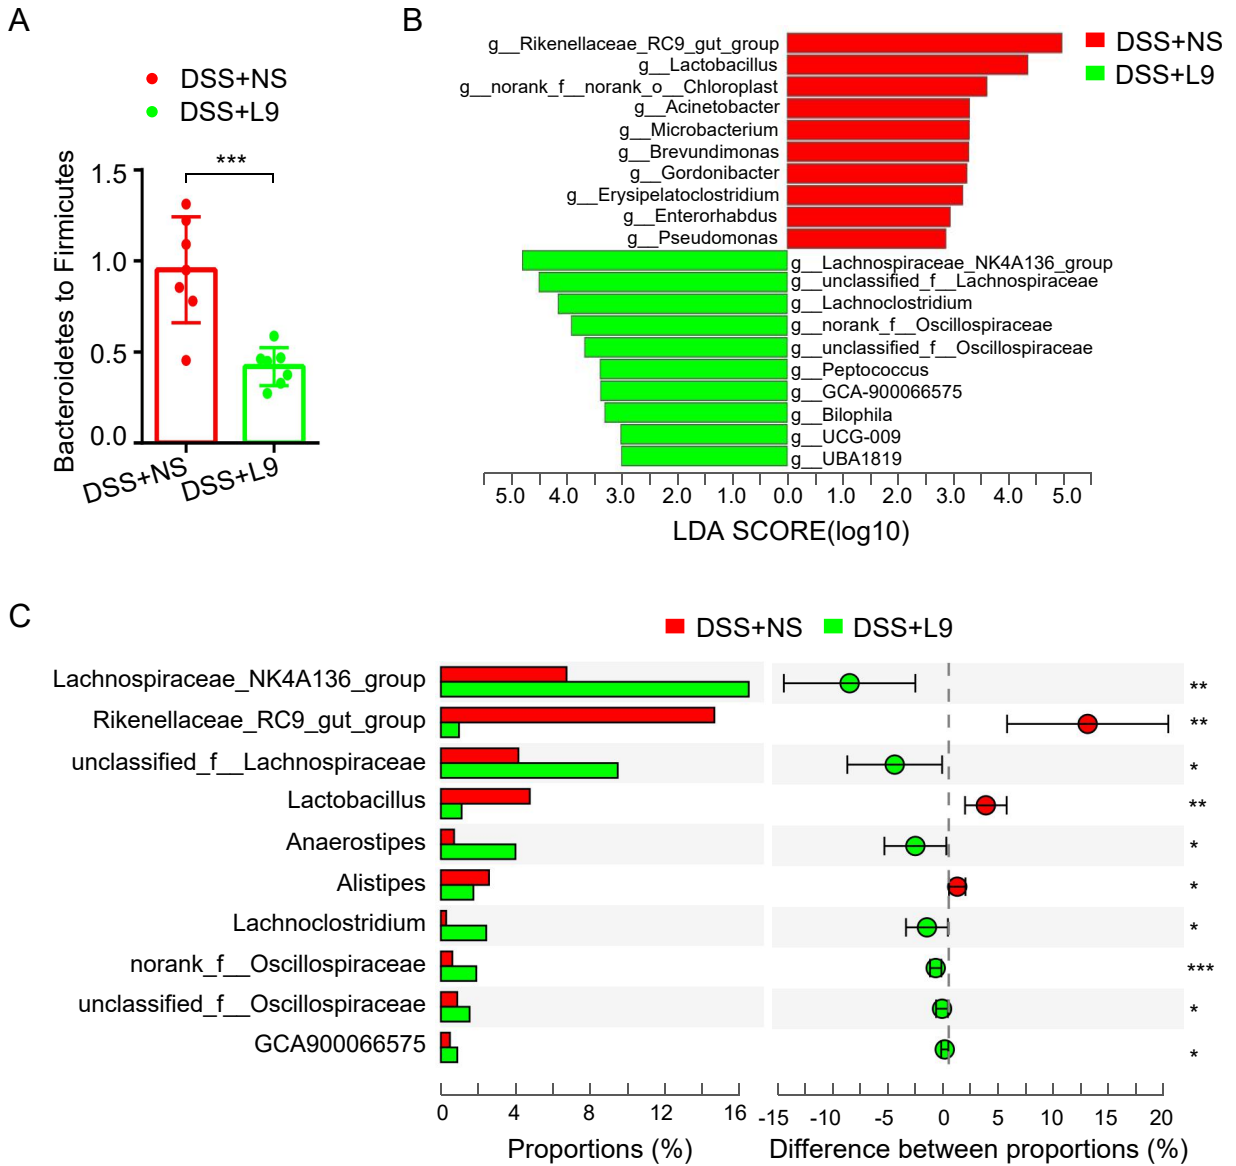 A
DSS+NS
DSS+L9
***
Bacteroidetes to Firmicutes
1.5
1.0
0.5
0.0
DSS+NS
DSS+L9
B
DSS+NS
DSS+L9
g__Rikenellaceae_RC9_gut_group
g__Lactobacillus
g__norank_f__norank_o__Chloroplast
g__Acinetobacter
g__Microbacterium
g__Brevundimonas
g__Gordonibacter
g__Erysipelatoclostridium
g__Enterorhabdus
g__Pseudomonas
g__Lachnospiraceae_NK4A136_group
g__unclassified_f__Lachnospiraceae
g__Lachnoclostridium
g__norank_f__Oscillospiraceae
g__unclassified_f__Oscillospiraceae
g__Peptococcus
g__GCA-900066575
g__Bilophila
g__UCG-009
g__UBA1819
5.0 4.0 3.0 2.0 1.0 0.0 1.0 2.0 3.0 4.0 5.0
LDA SCORE(log10)
C
DSS+NS DSS+L9
Lachnospiraceae_NK4A136_group **
Rikenellaceae_RC9_gut_group **
unclassified_f__Lachnospiraceae *
Lactobacillus **
Anaerostipes *
Alistipes *
Lachnoclostridium *
norank_f__Oscillospiraceae ***
unclassified_f__Oscillospiraceae *
GCA900066575 *
0 4 8 12 16
-15 -10 -5 0 5 10 15 20
Proportions (%)
Difference between proportions (%)